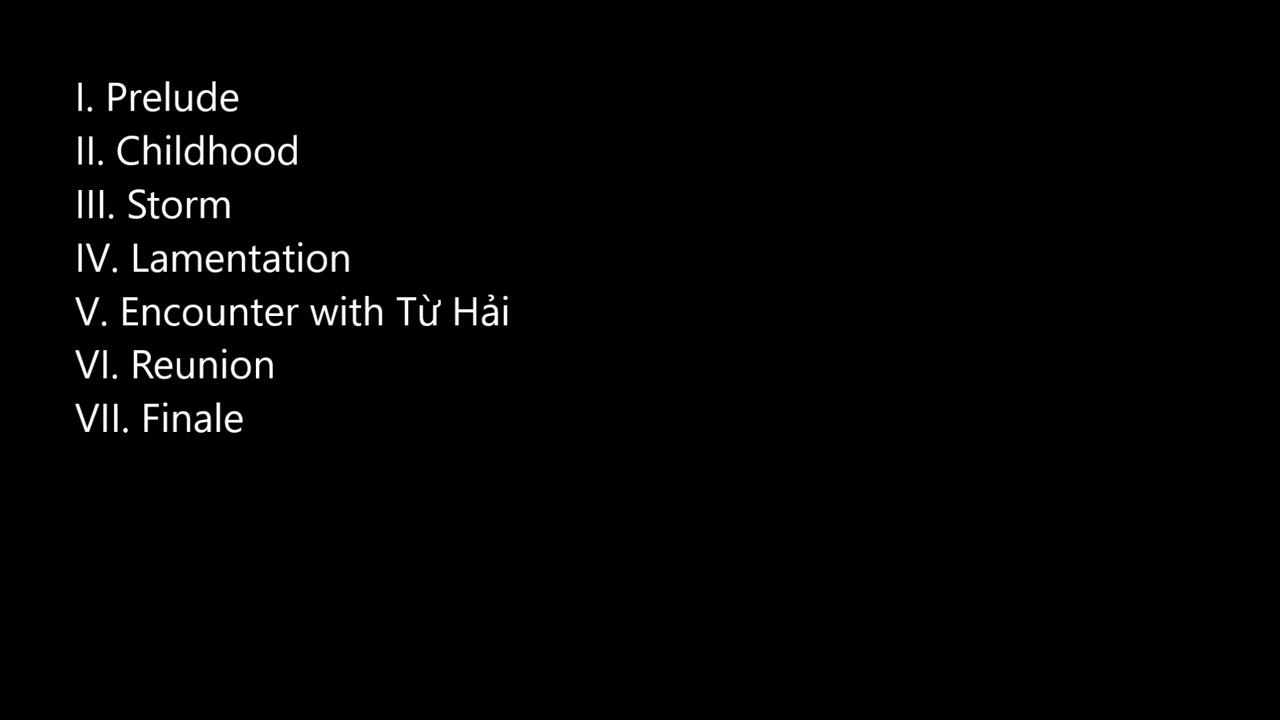 I. Prelude
II. Childhood
III. Storm
IV. Lamentation
V. Encounter with Từ Hải
VI. Reunion
VII. Finale